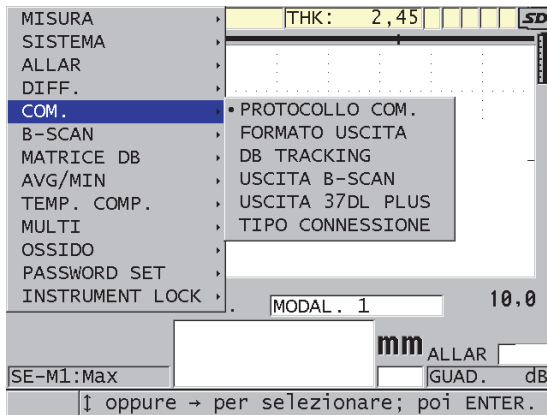 MISURA
THK: 2,45
SD
SISTEMA
ALLAR
DIFF.
COM.
B-SCAN
MATRICE DB
AVG/MIN
TEMP. COMP.
MULTI
OSSIDO
PASSWORD SET
INSTRUMENT LOCK
• PROTOCOLLO COM.
FORMATO USCITA
DB TRACKING
USCITA B-SCAN
USCITA 37DL PLUS
TIPO CONNESSIONE
. MODAL. 1
10,0
mm
ALLAR
SE-M1:Max
GUAD. dB
↕ oppure → per selezionare; poi ENTER.